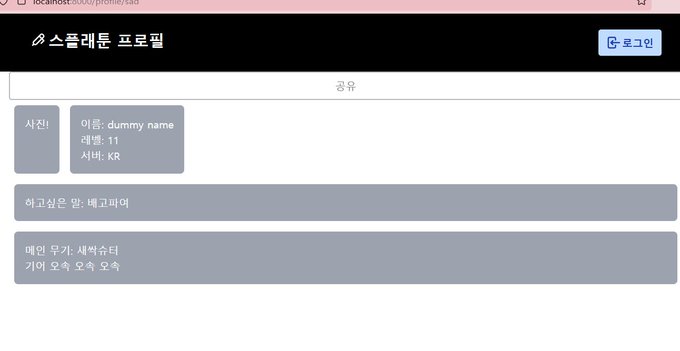 localhost:8000/profile/sad
스플래툰 프로필
로그인
공유
사진!
이름: dummy name
레벨: 11
서버: KR
하고싶은 말: 배고파여
메인 무기: 새싹슈터
기어 오속 오속 오속